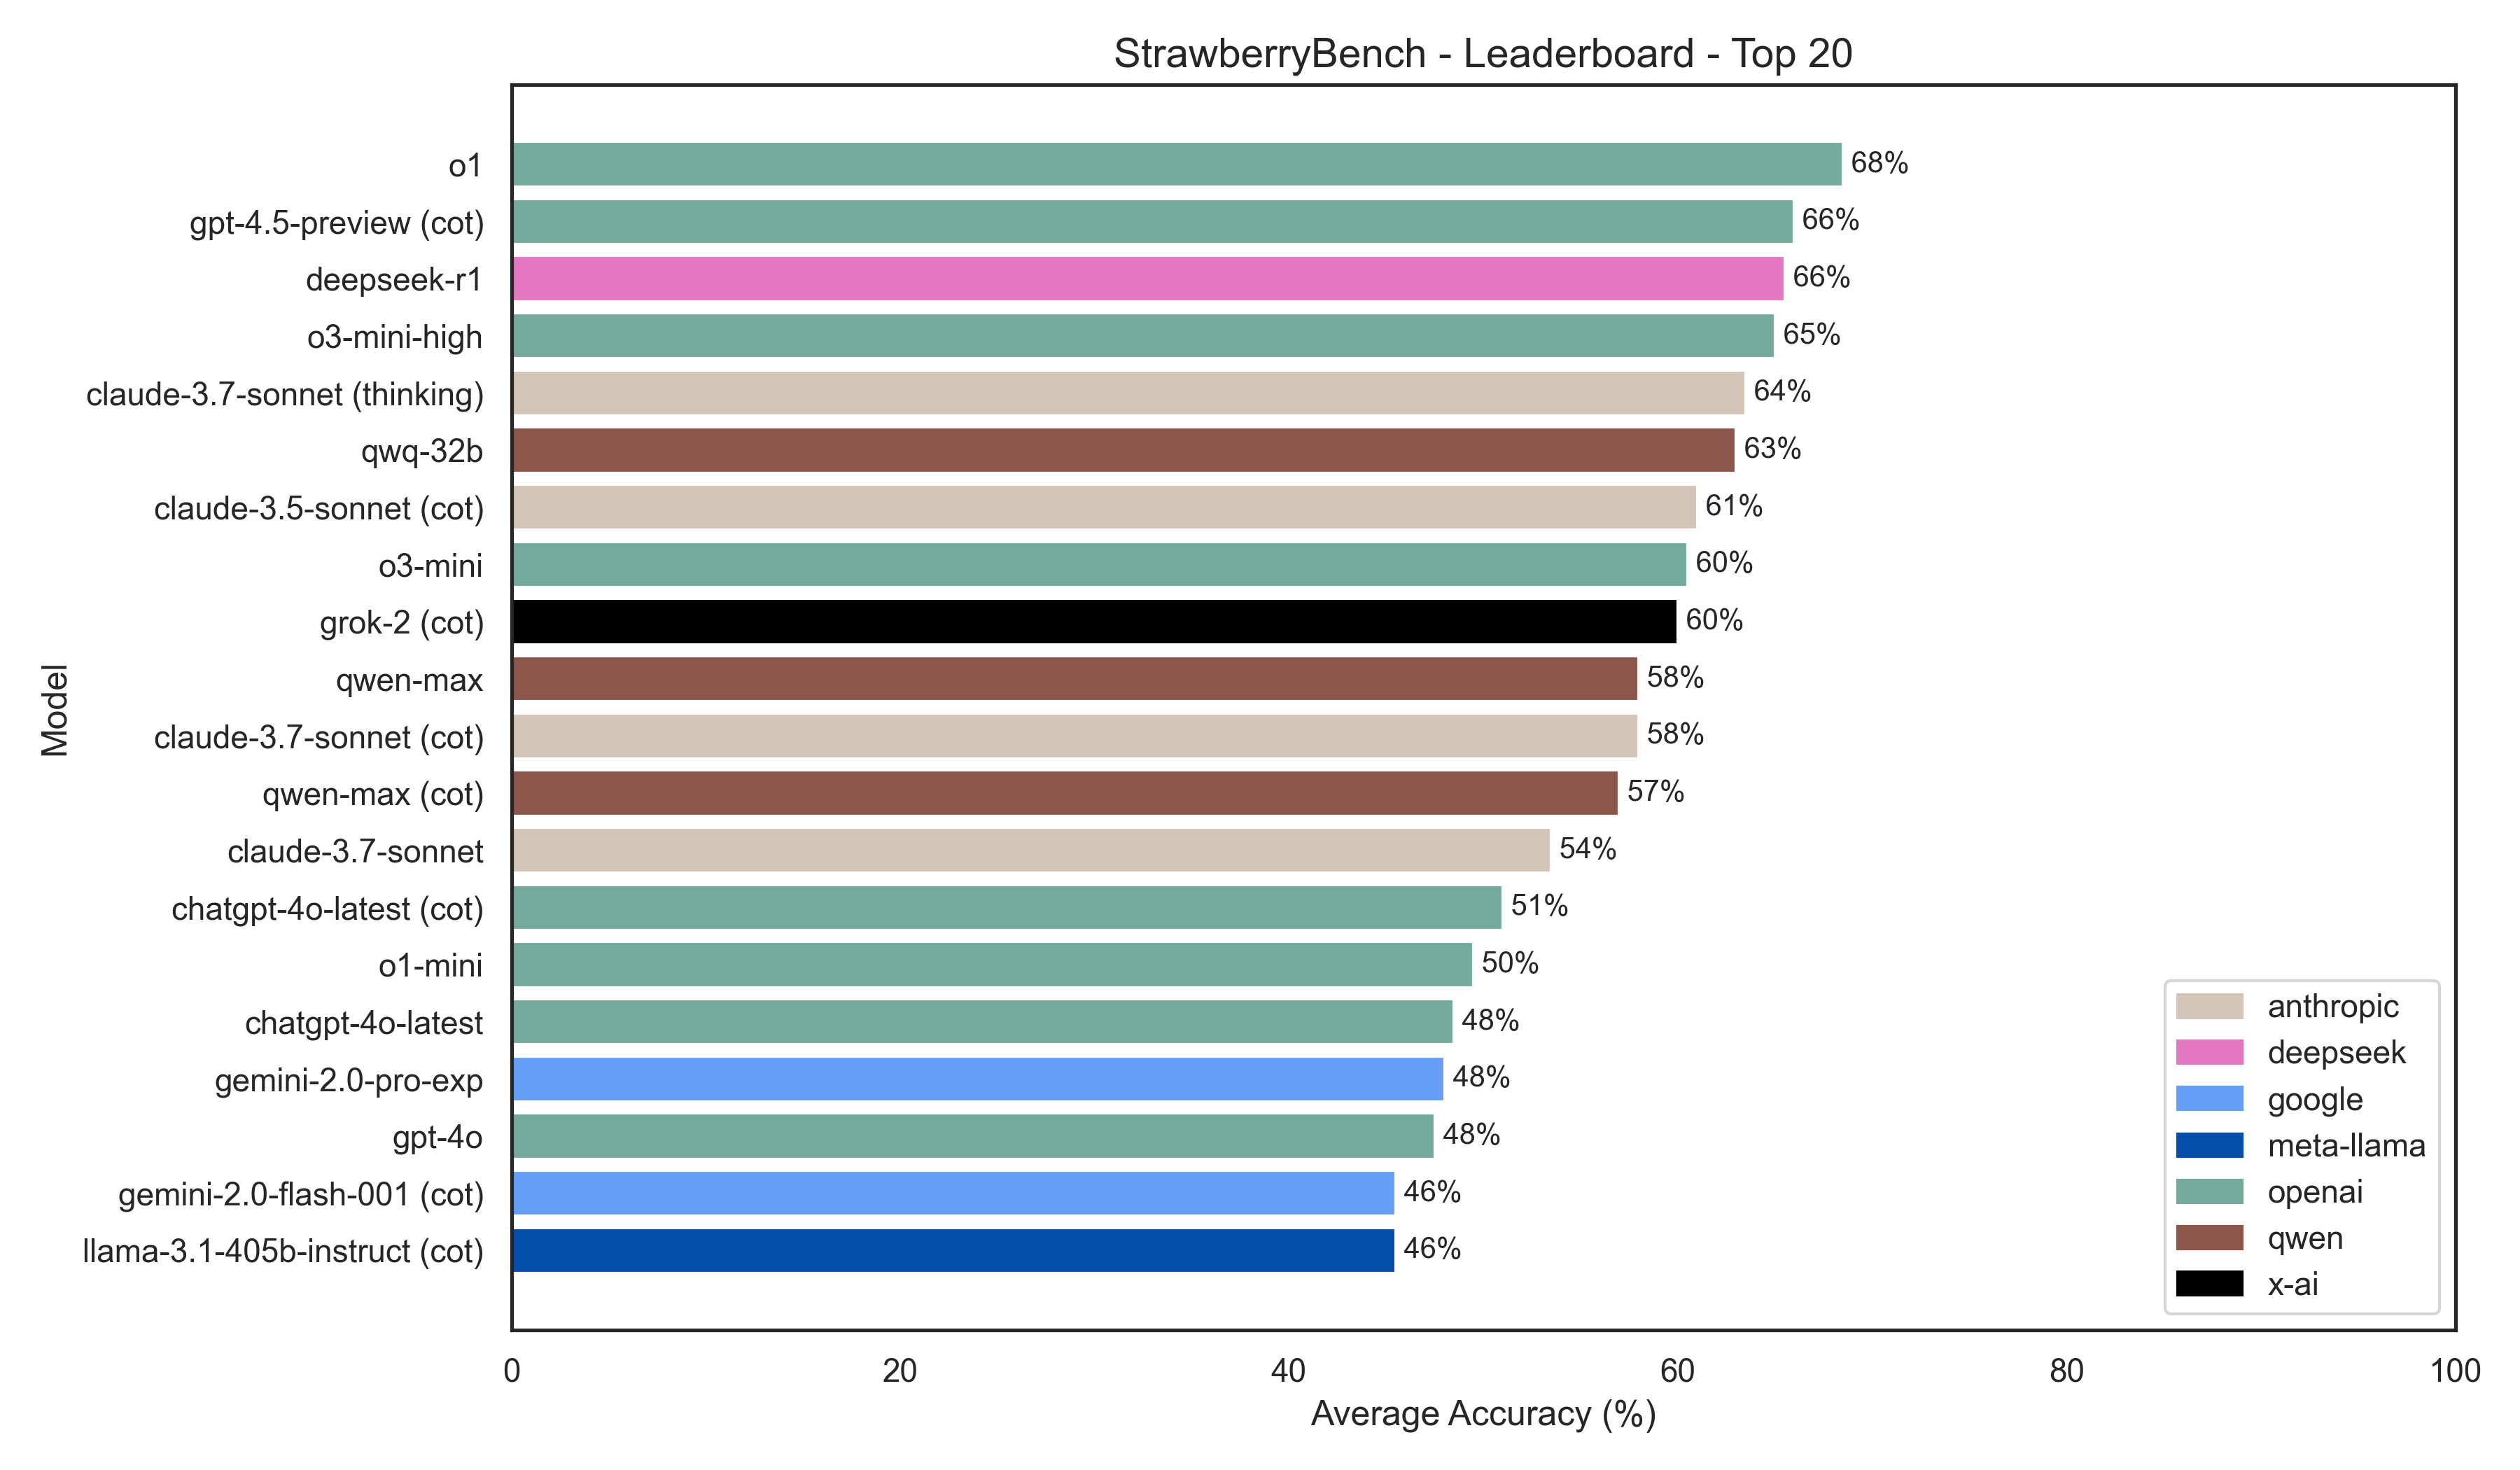 StrawberryBench - Leaderboard - Top 20
Model
o1 68%
gpt-4.5-preview (cot) 66%
deepseek-r1 66%
o3-mini-high 65%
claude-3.7-sonnet (thinking) 64%
qwq-32b 63%
claude-3.5-sonnet (cot) 61%
o3-mini 60%
grok-2 (cot) 60%
qwen-max 58%
claude-3.7-sonnet (cot) 58%
qwen-max (cot) 57%
claude-3.7-sonnet 54%
chatgpt-4o-latest (cot) 51%
o1-mini 50%
chatgpt-4o-latest 48%
gemini-2.0-pro-exp 48%
gpt-4o 48%
gemini-2.0-flash-001 (cot) 46%
llama-3.1-405b-instruct (cot) 46%
anthropic
deepseek
google
meta-llama
openai
qwen
x-ai
0 20 40 60 80 100
Average Accuracy (%)